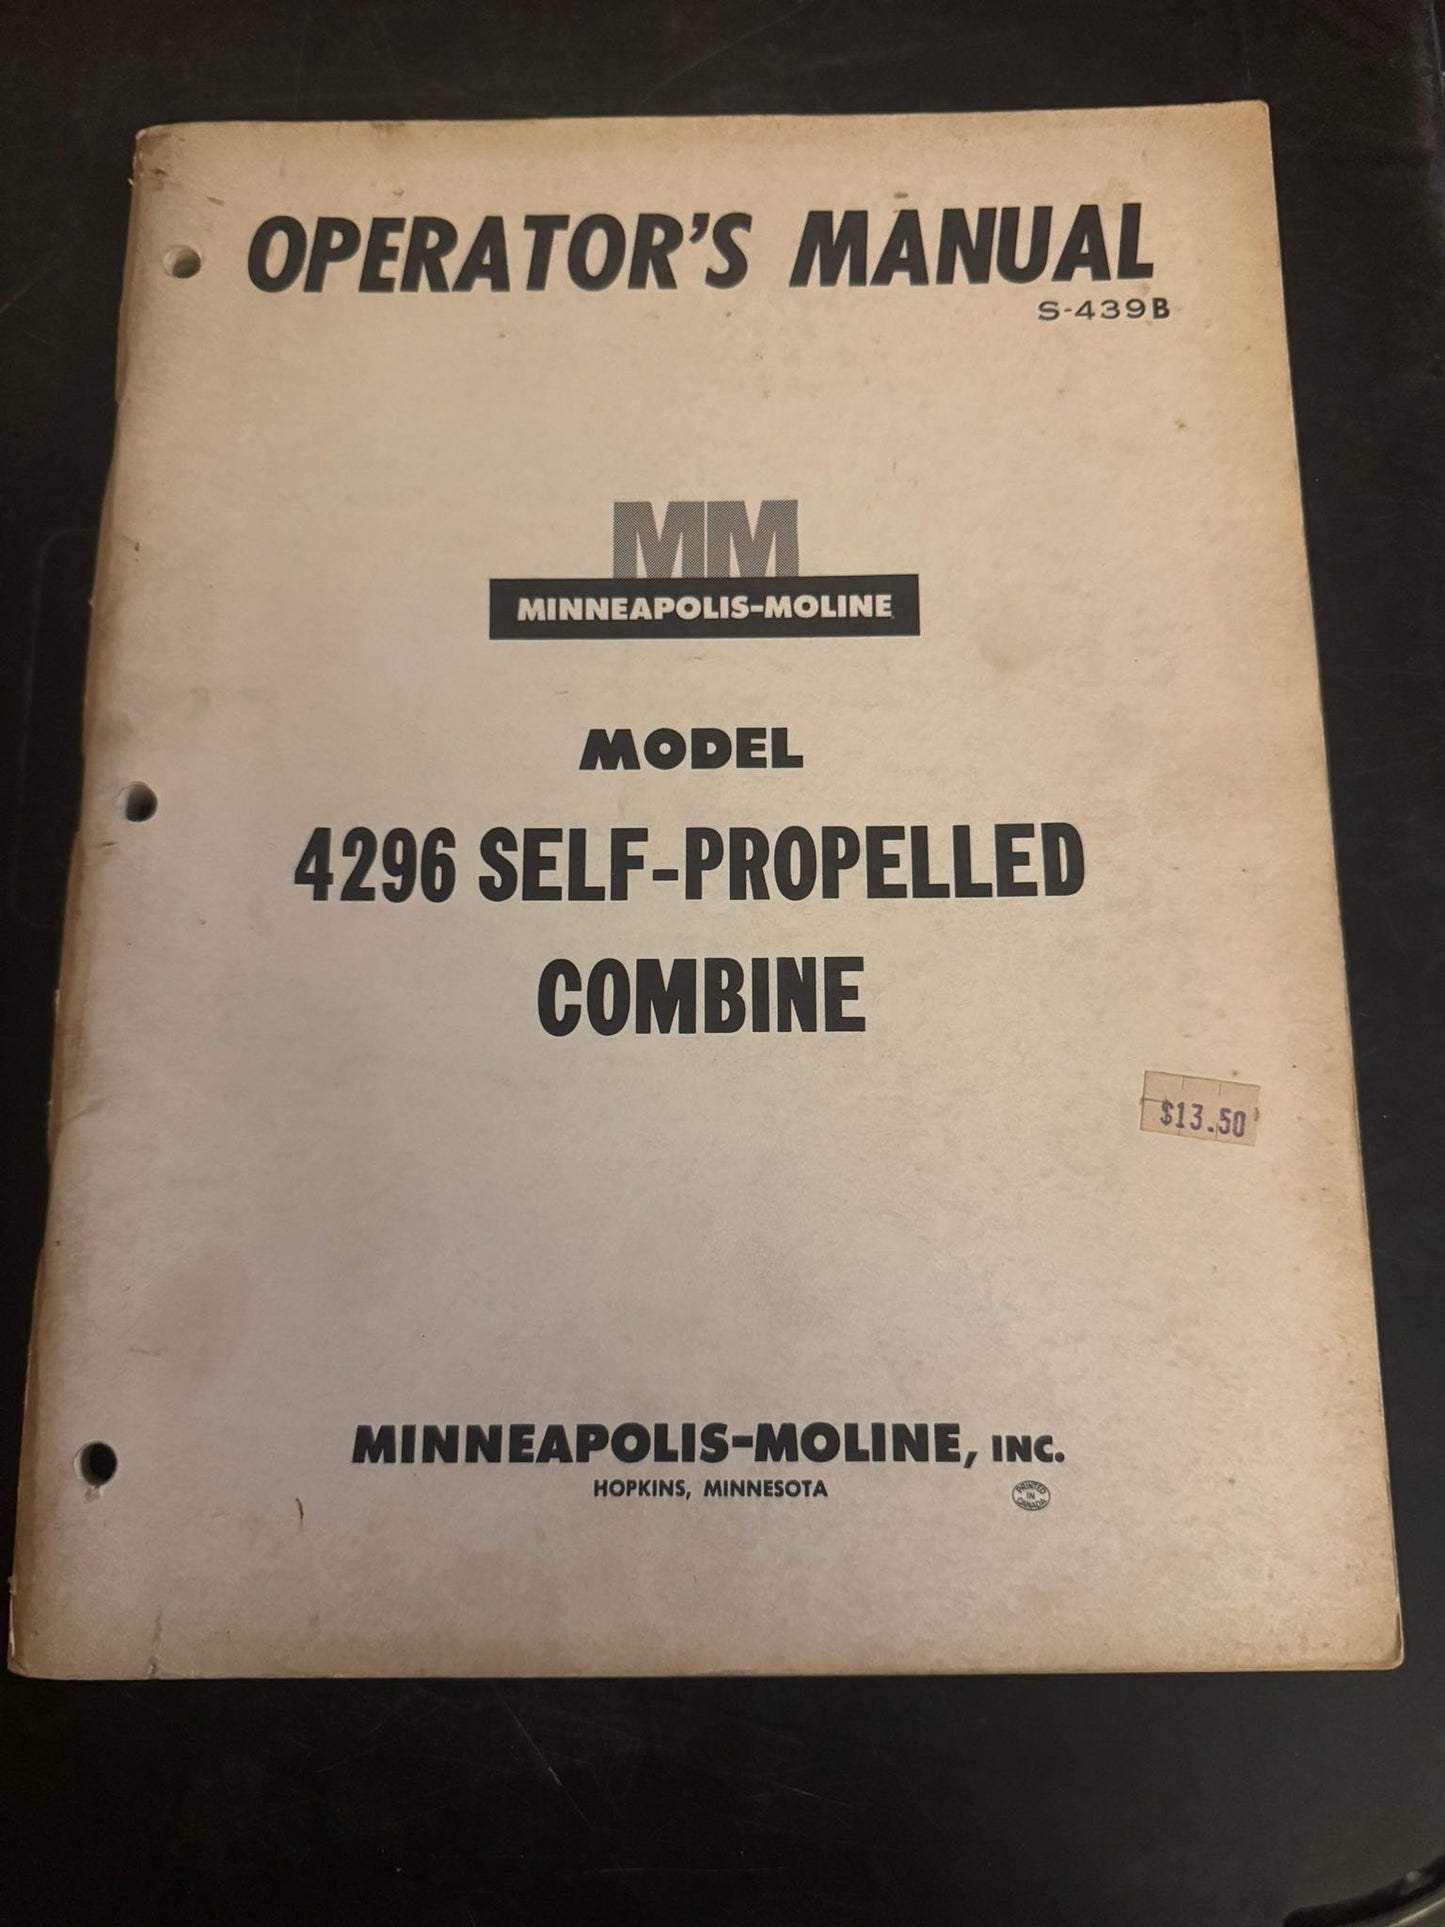 OPERATOR'S MANUAL
S-439B
MM
MINNEAPOLIS-MOLINE
MODEL
4296 SELF-PROPELLED
COMBINE
$13.50
MINNEAPOLIS-MOLINE, INC.
HOPKINS, MINNESOTA
PRINTED
IN
CANADA